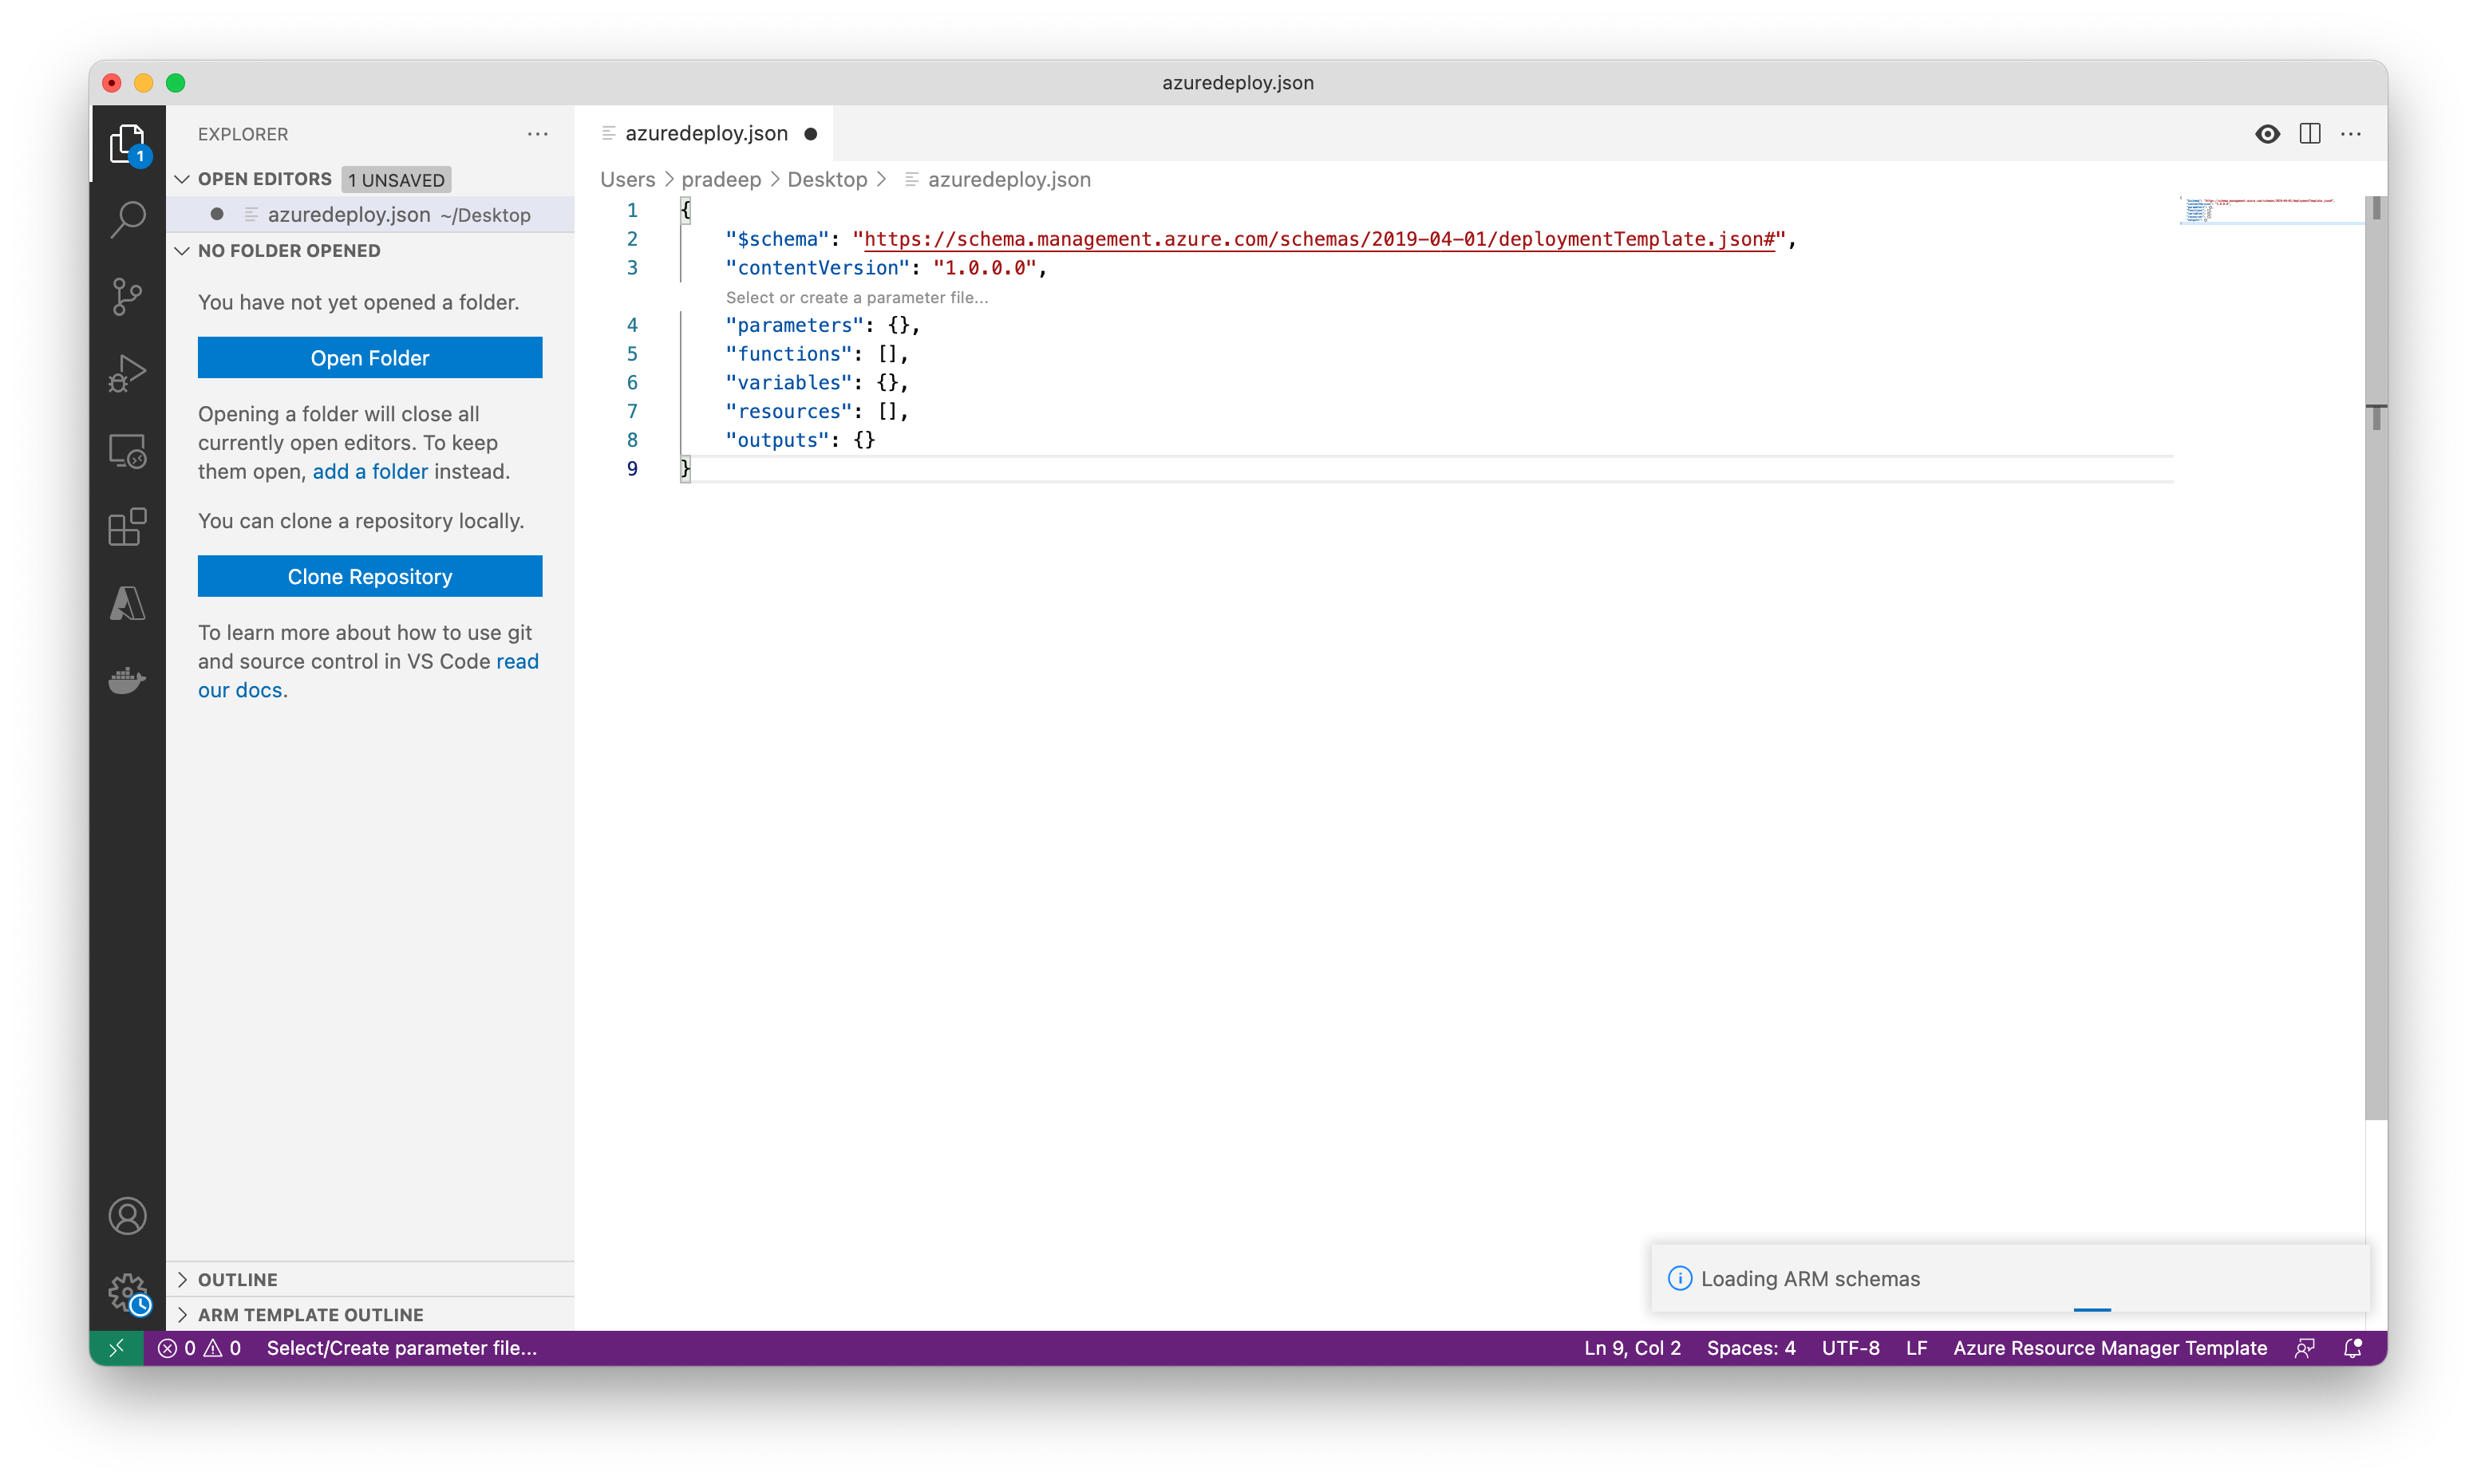 azuredeploy.json
1
EXPLORER
OPEN EDITORS 1 UNSAVED
azuredeploy.json ~/Desktop
NO FOLDER OPENED
You have not yet opened a folder.
Open Folder
Opening a folder will close all
currently open editors. To keep
them open, add a folder instead.
You can clone a repository locally.
Clone Repository
To learn more about how to use git
and source control in VS Code read
our docs.
OUTLINE
ARM TEMPLATE OUTLINE
azuredeploy.json
Users > pradeep > Desktop > azuredeploy.json
1 {
2 "$schema": "https://schema.management.azure.com/schemas/2019-04-01/deploymentTemplate.json#",
3 "contentVersion": "1.0.0.0",
Select or create a parameter file...
4 "parameters": {},
5 "functions": [],
6 "variables": {},
7 "resources": [],
8 "outputs": {}
9 }
Loading ARM schemas
0 0 Select/Create parameter file... Ln 9, Col 2 Spaces: 4 UTF-8 LF Azure Resource Manager Template